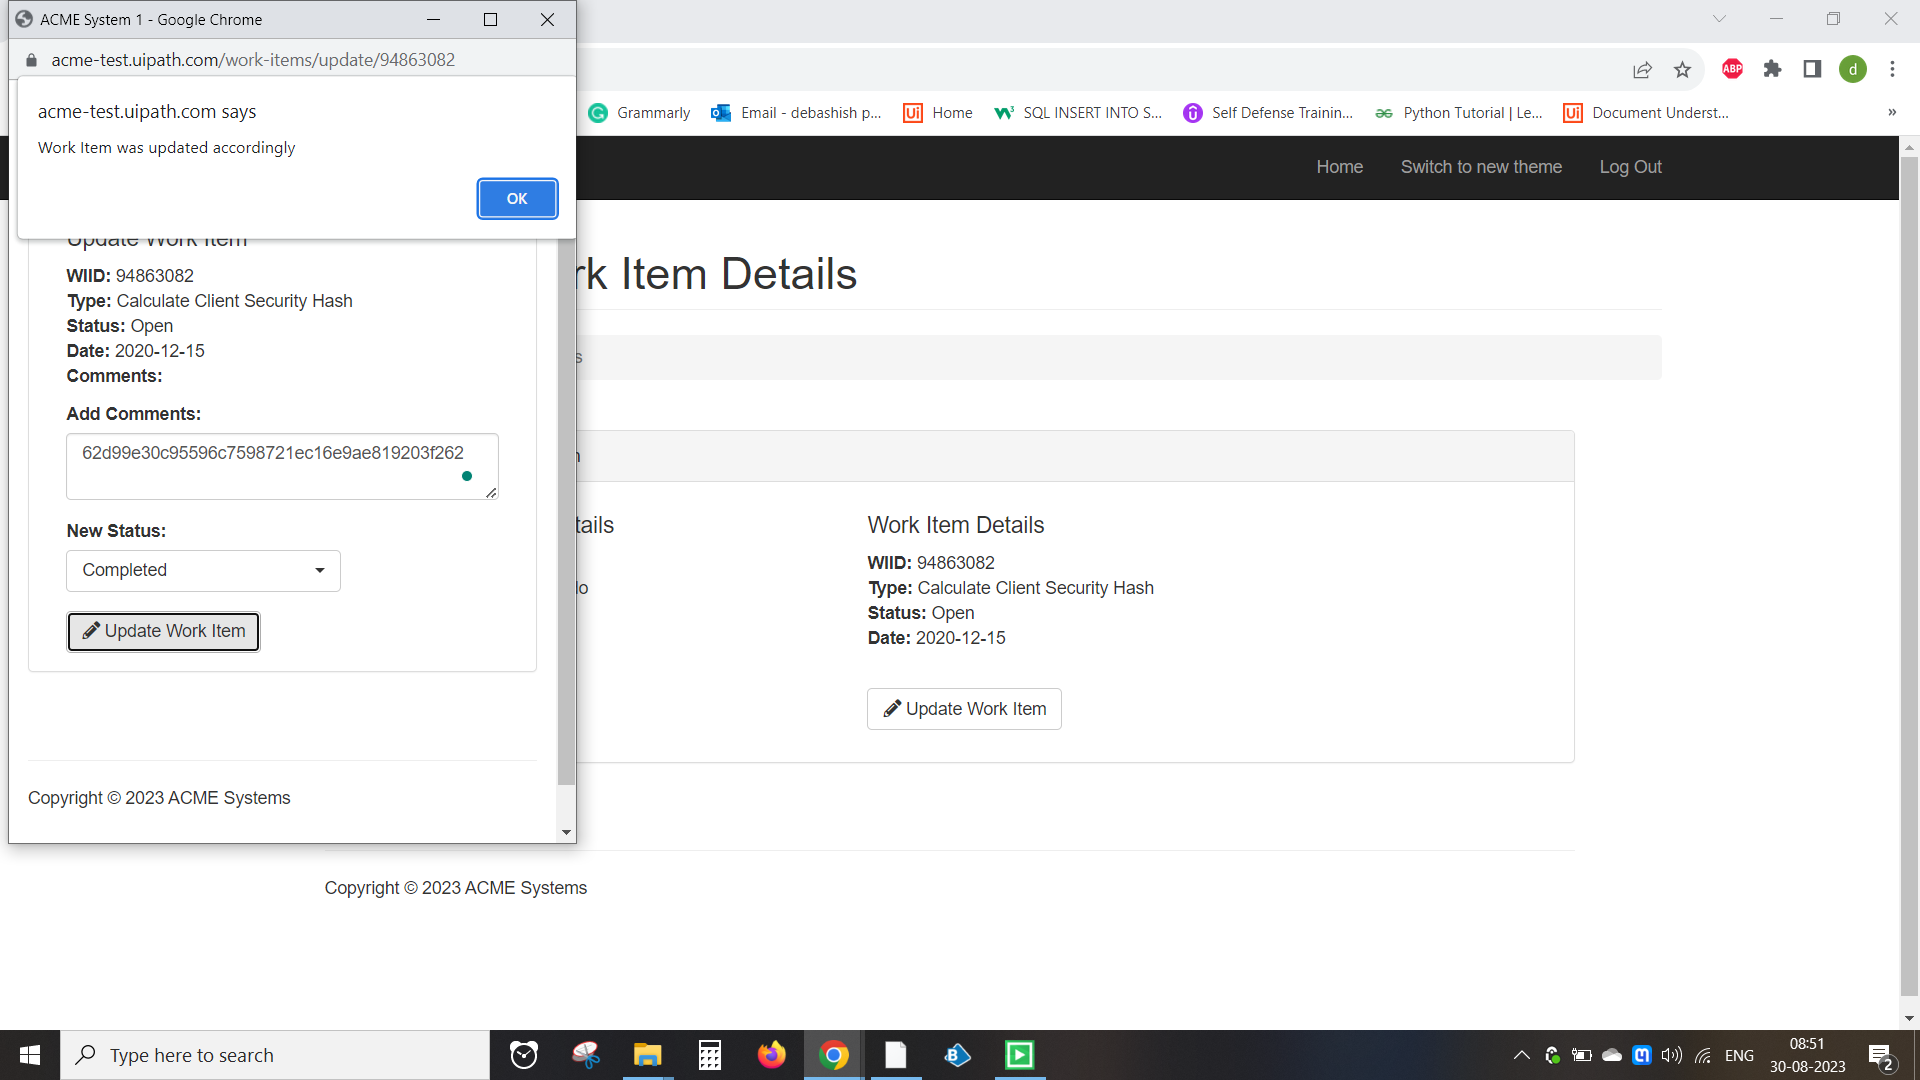 ACME System 1 - Google Chrome
acme-test.uipath.com/work-items/update/94863082
acme-test.uipath.com says
Work Item was updated accordingly
OK
Update Work Item
WIID: 94863082
Type: Calculate Client Security Hash
Status: Open
Date: 2020-12-15
Comments:
Add Comments:
62d99e30c95596c7598721ec16e9ae819203f262
New Status:
Completed
Update Work Item
Copyright © 2023 ACME Systems
ABP
d
Grammarly
Email - debashish p...
Ui Home
SQL INSERT INTO S...
Self Defense Trainin...
Python Tutorial | Le...
Ui Document Underst...
»
Home
Switch to new theme
Log Out
rk Item Details
s
n
tails
lo
Work Item Details
WIID: 94863082
Type: Calculate Client Security Hash
Status: Open
Date: 2020-12-15
Update Work Item
Copyright © 2023 ACME Systems
Type here to search
ENG
08:51
30-08-2023
2